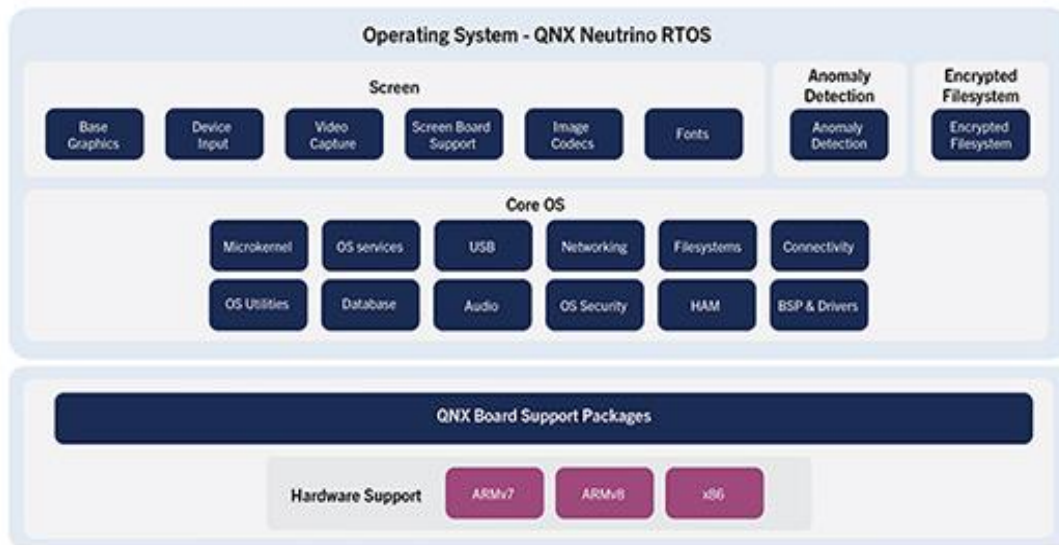 Operating System - QNX Neutrino RTOS
Screen
Base
Graphics
Device
Input
Video
Capture
Screen Board
Support
Image
Codecs
Fonts
Anomaly
Detection
Anomaly
Detection
Encrypted
Filesystem
Encrypted
Filesystem
Core OS
Microkernel
OS services
USB
Networking
Filesystems
Connectivity
OS Utilities
Database
Audio
OS Security
HAM
BSP & Drivers
QNX Board Support Packages
Hardware Support
ARMv7
ARMv8
x86